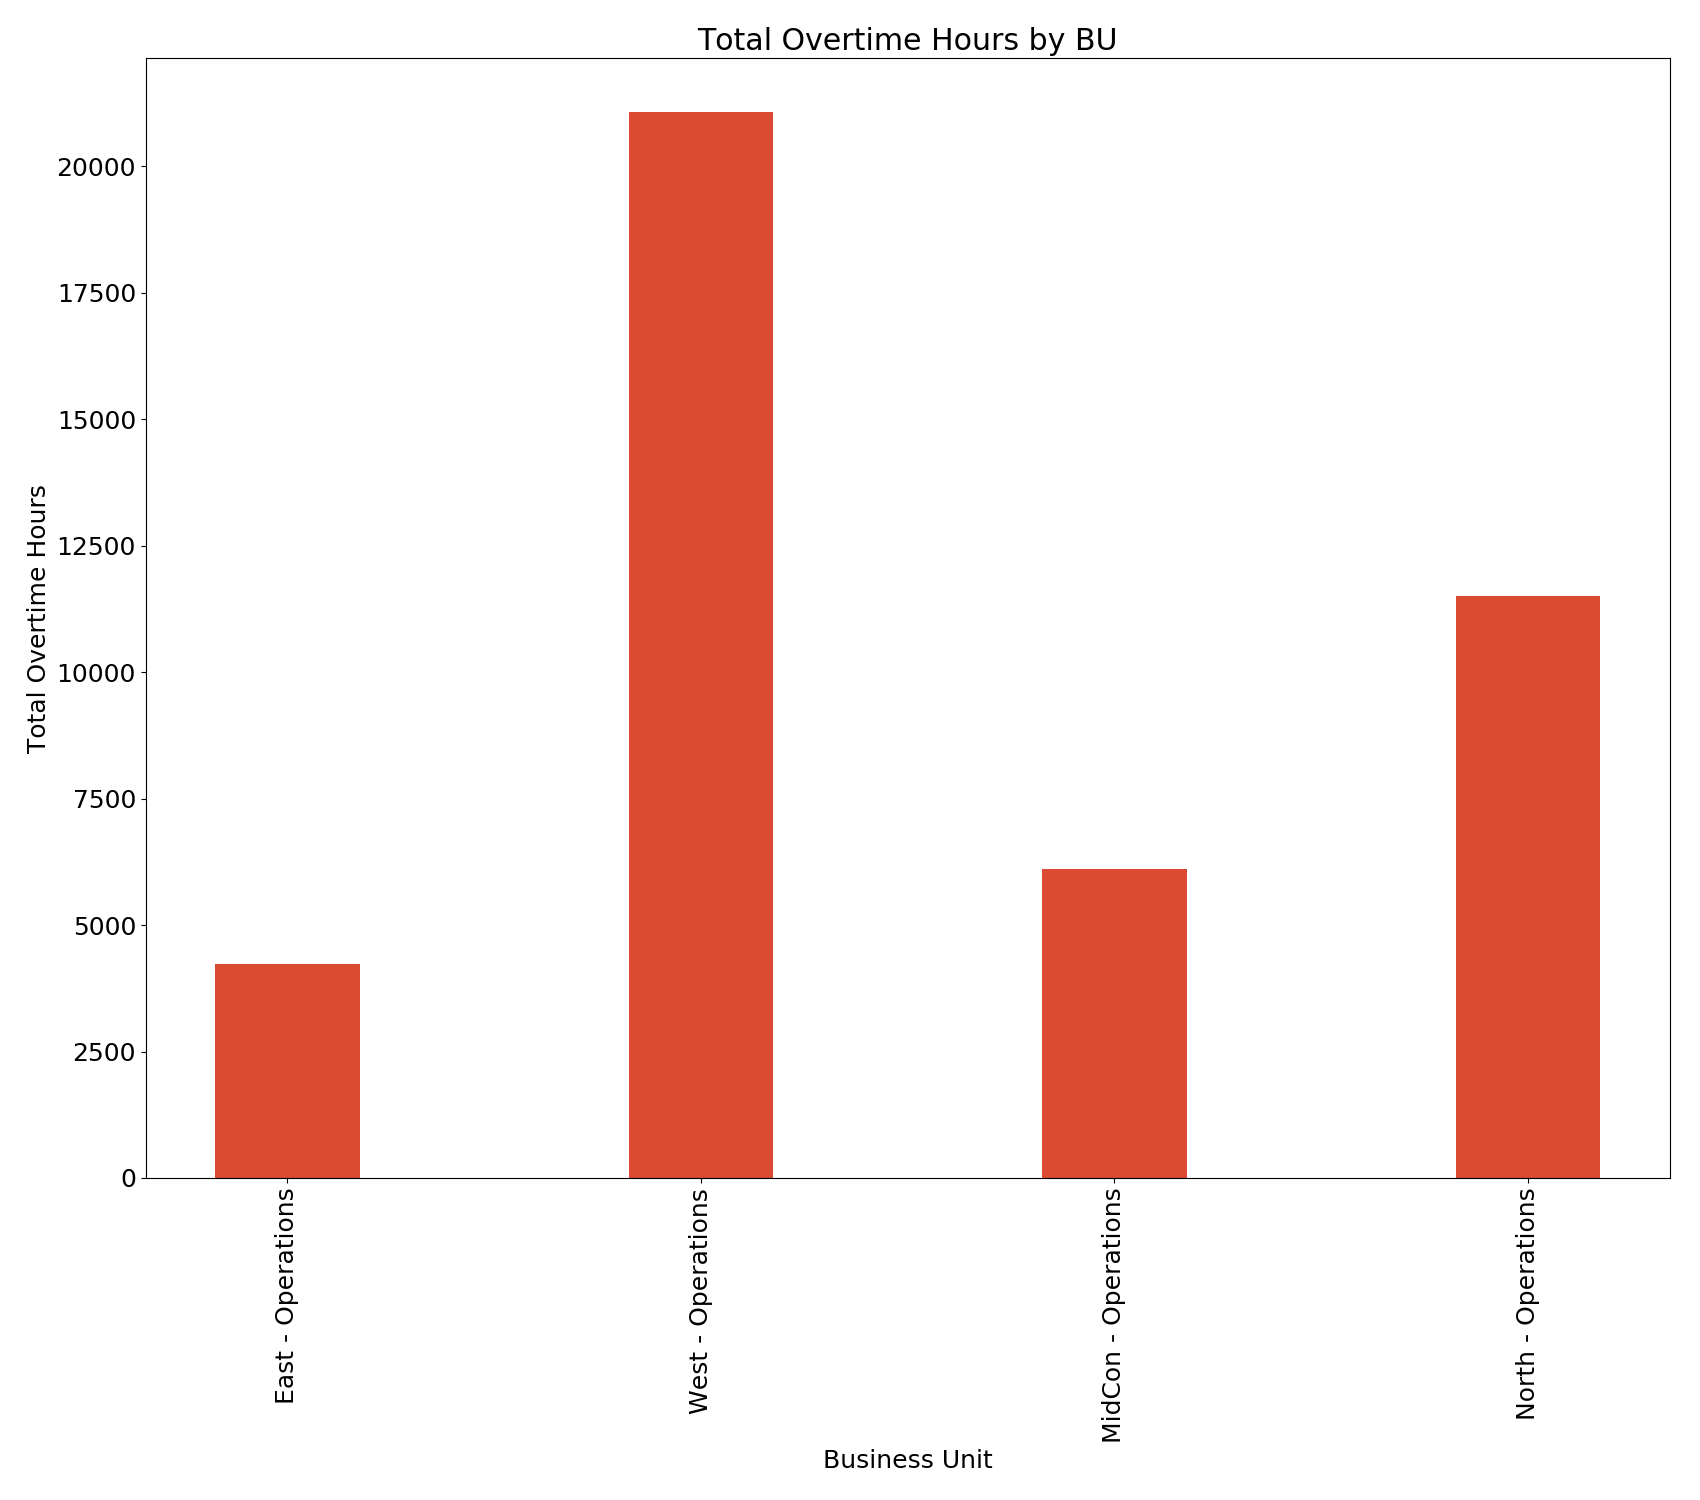 Total Overtime Hours by BU
Total Overtime Hours
20000
17500
15000
12500
10000
7500
5000
2500
0
East - Operations
West - Operations
MidCon - Operations
North - Operations
Business Unit